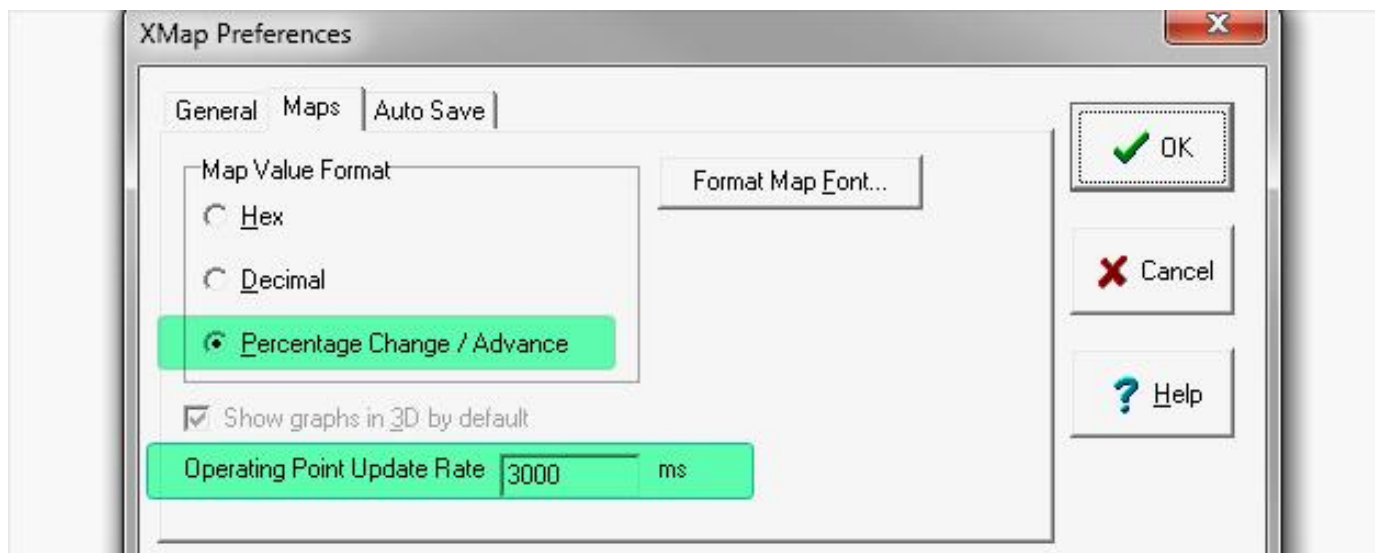 XMap Preferences
x
General Maps Auto Save
Map Value Format
Hex
Decimal
Percentage Change / Advance
Show graphs in 3D by default
Operating Point Update Rate 3000 ms
Format Map Font...
OK
Cancel
? Help